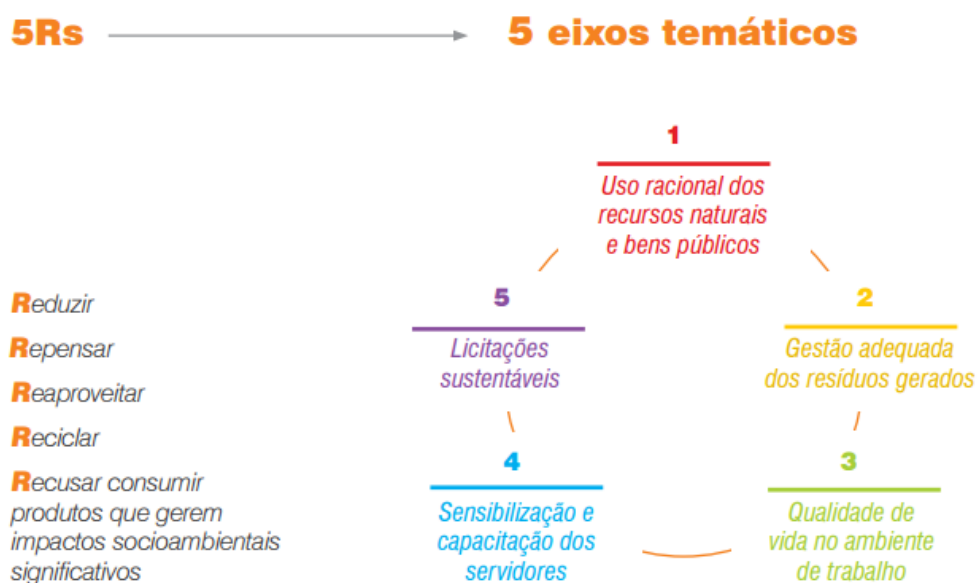 5Rs
5 eixos temáticos
1
Uso racional dos
recursos naturais
e bens públicos
Reduzir
Repensar
Reaproveitar
Reciclar
Recusar consumir
produtos que gerem
impactos socioambientais
significativos
5
Licitações
sustentáveis
2
Gestão adequada
dos resíduos gerados
4
Sensibilização e
capacitação dos
servidores
3
Qualidade de
vida no ambiente
de trabalho